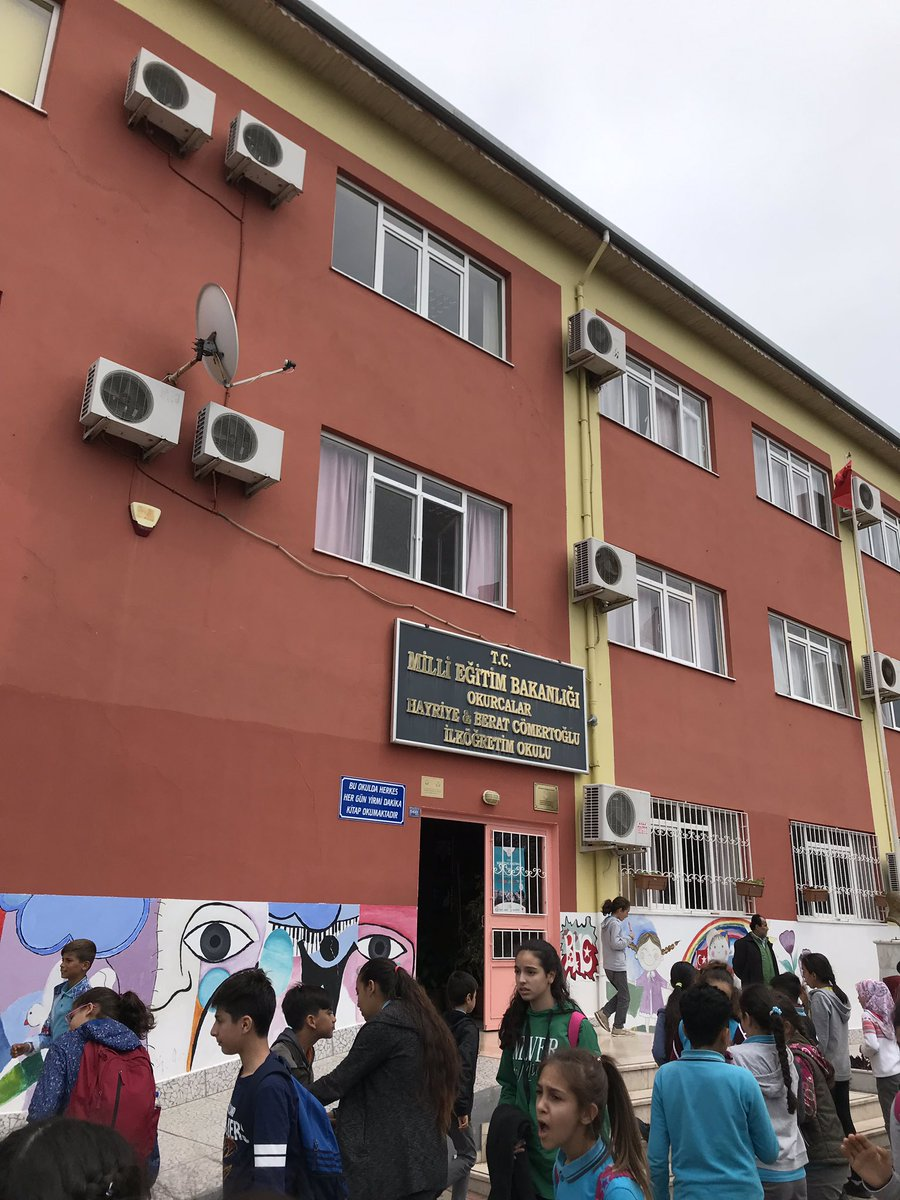 T.C.
MİLLİ EĞİTİM BAKANLIĞI
OKURCALAR
HAYRİYE & BERAT CÖMERTOĞLU
İLKÖĞRETİM OKULU
BU OKULDA HERKES
HER GÜN YİRMİ DAKİKA
KİTAP OKUMAKTADIR